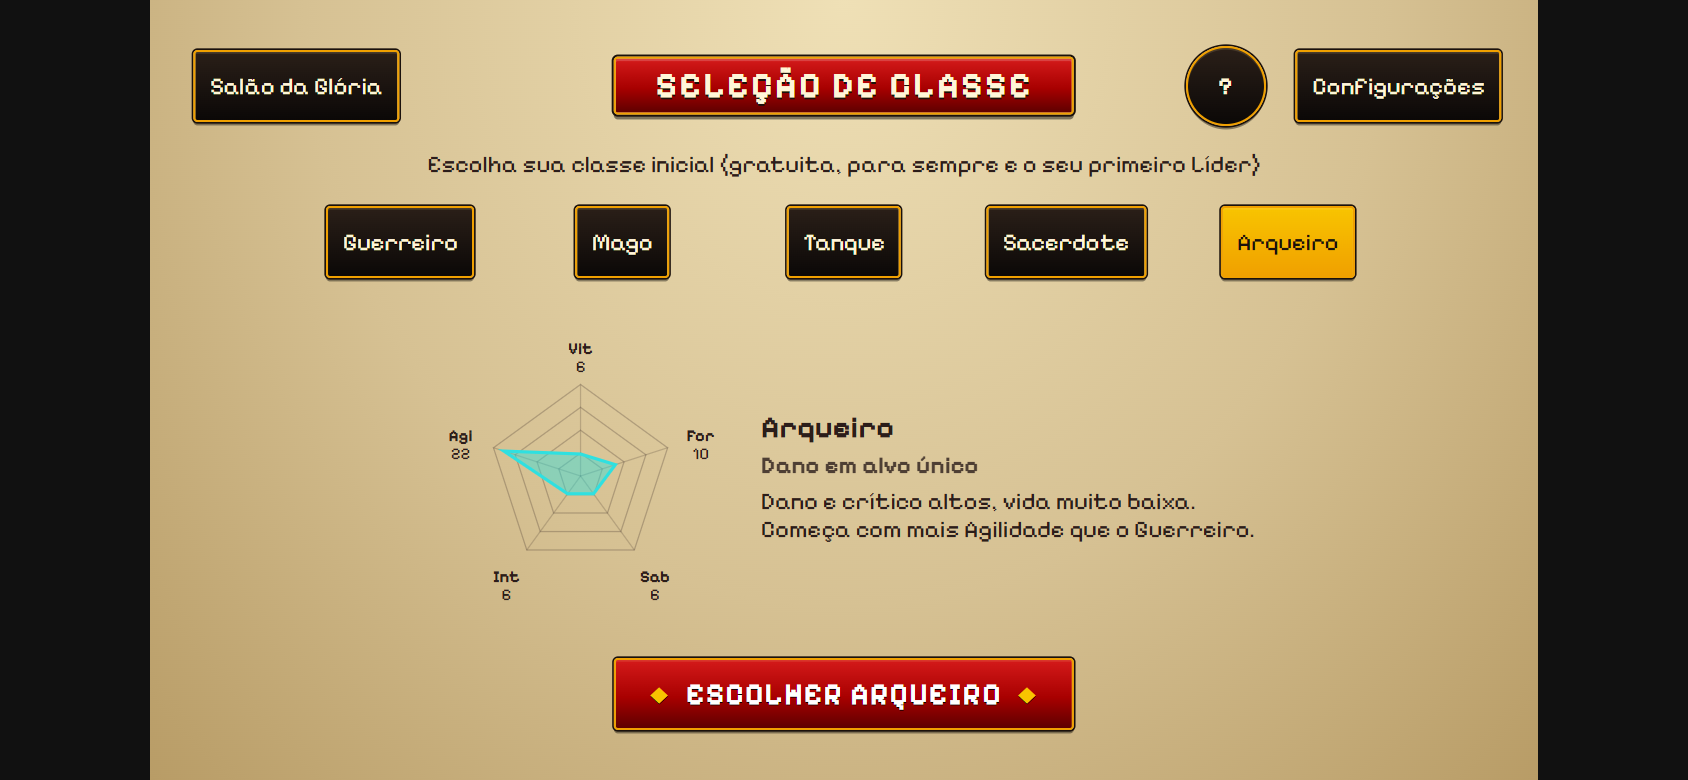 Salão da Glória
SELEÇÃO DE CLASSE
?
Configurações
Escolha sua classe inicial (gratuita, para sempre e o seu primeiro Líder)
Guerreiro
Mago
Tanque
Sacerdote
Arqueiro
Vit
6
Agi
22
For
10
Int
6
Sab
6
Arqueiro
Dano em alvo único
Dano e crítico altos, vida muito baixa.
Começa com mais Agilidade que o Guerreiro.
ESCOLHER ARQUEIRO